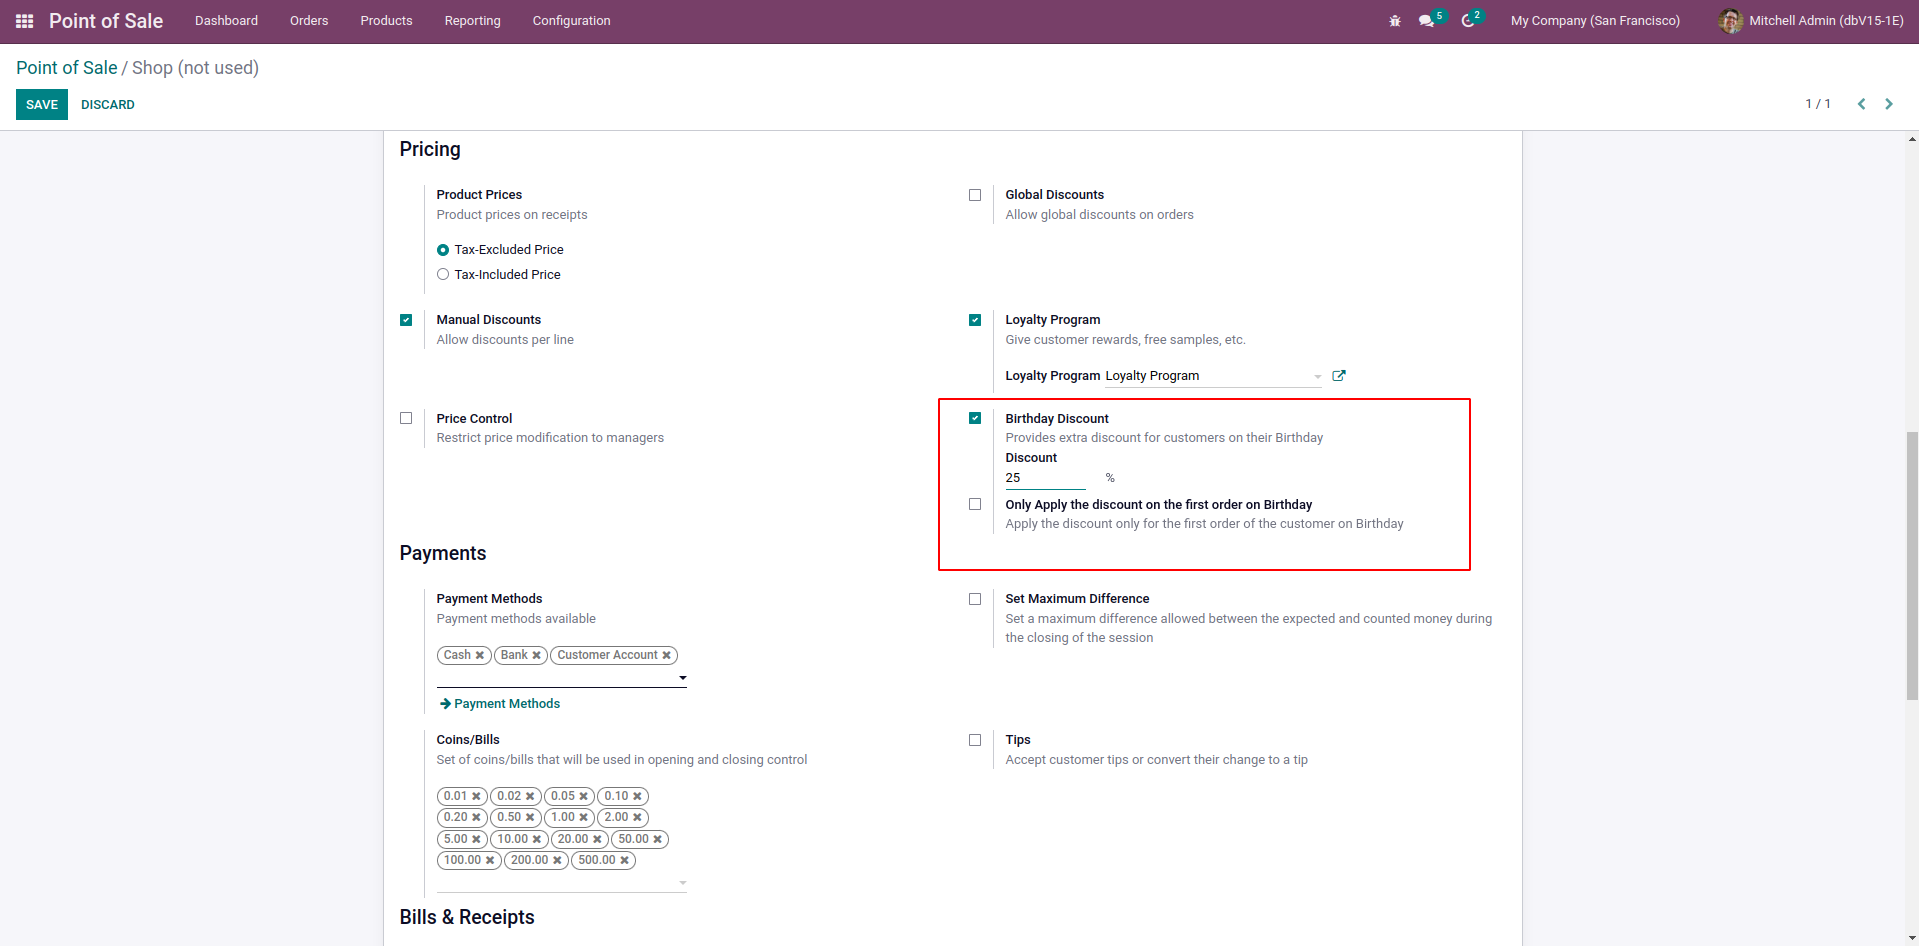 Point of Sale Dashboard Orders Products Reporting Configuration 5 2 My Company (San Francisco) Mitchell Admin (dbV15-1E)
Point of Sale / Shop (not used)
SAVE DISCARD 1 / 1
Pricing
Product Prices
Product prices on receipts
Tax-Excluded Price
Tax-Included Price
Global Discounts
Allow global discounts on orders
Manual Discounts
Allow discounts per line
Loyalty Program
Give customer rewards, free samples, etc.
Loyalty Program Loyalty Program
Price Control
Restrict price modification to managers
Birthday Discount
Provides extra discount for customers on their Birthday
Discount
25 %
Only Apply the discount on the first order on Birthday
Apply the discount only for the first order of the customer on Birthday
Payments
Payment Methods
Payment methods available
Cash Bank Customer Account
Payment Methods
Set Maximum Difference
Set a maximum difference allowed between the expected and counted money during
the closing of the session
Coins/Bills
Set of coins/bills that will be used in opening and closing control
0.01 0.02 0.05 0.10
0.20 0.50 1.00 2.00
5.00 10.00 20.00 50.00
100.00 200.00 500.00
Tips
Accept customer tips or convert their change to a tip
Bills & Receipts